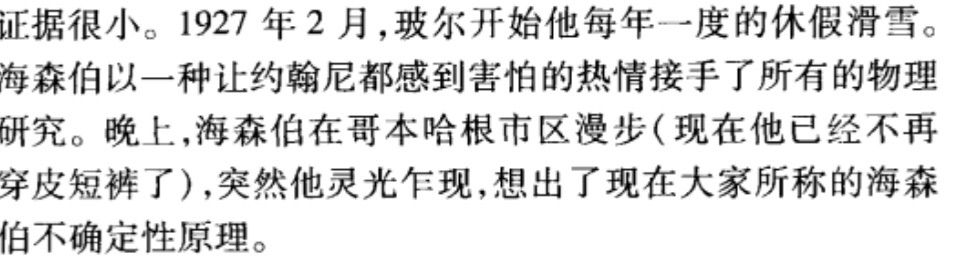 证据很小。1927 年 2 月,玻尔开始他每年一度的休假滑雪。
海森伯以一种让约翰尼都感到害怕的热情接手了所有的物理
研究。晚上,海森伯在哥本哈根市区漫步(现在他已经不再
穿皮短裤了),突然他灵光乍现,想出了现在大家所称的海森
伯不确定性原理。